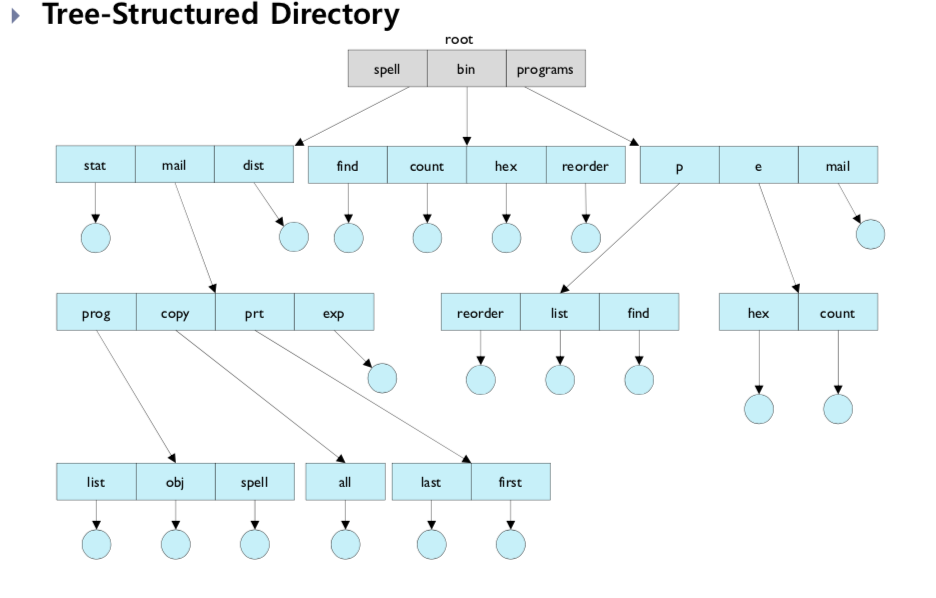 Tree-Structured Directory
root
spell bin programs
stat mail dist find count hex reorder p e mail
prog copy prt exp reorder list find hex count
list obj spell all last first